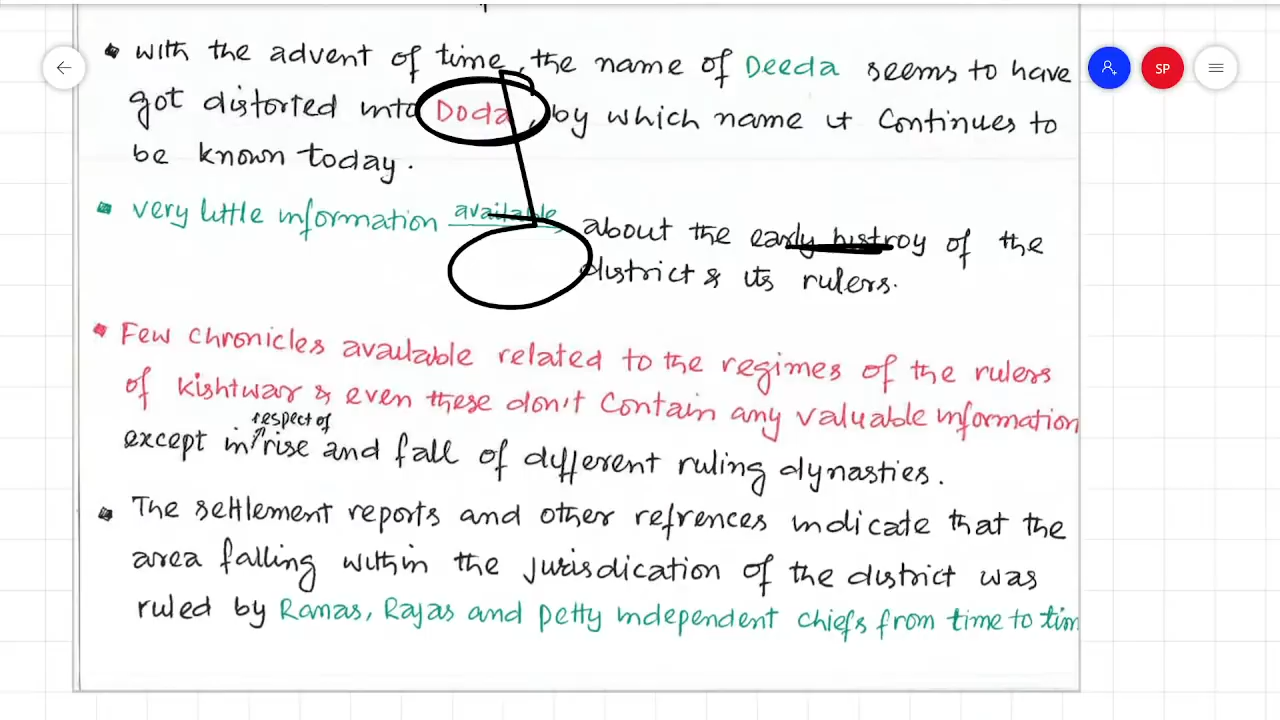 with the advent of time, the name of Deeda seems to have
got distorted into Doda, by which name it continues to
be known today.
very little information available about the early histroy of the
district & its rulers.
Few chronicles available related to the regimes of the rulers
of Kishtwar & even these don't contain any valuable information
respect of
except in rise and fall of different ruling dynasties.
The settlement reports and other refrences indicate that the
area falling within the jurisdication of the district was
ruled by Ranas, Rajas and petty independent chiefs from time to tim
SP